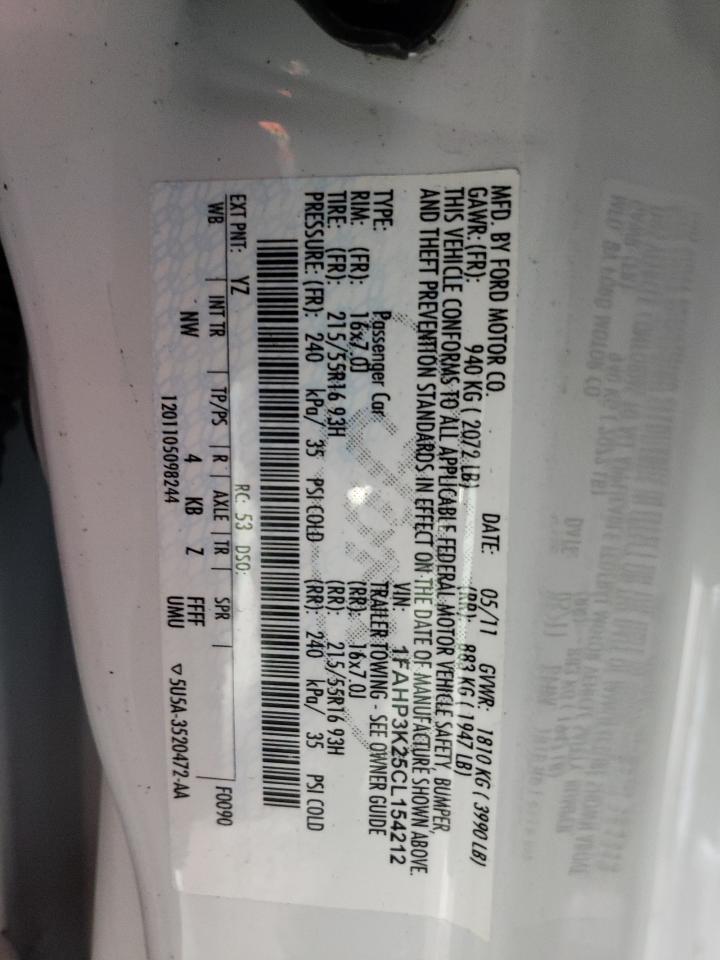 MFD. BY FORD MOTOR CO.
DATE: 05/11 GVWR: 1810 KG ( 3990 LB)
GAWR: (FR): 940 KG ( 2072 LB) (RR): 883 KG ( 1947 LB)
THIS VEHICLE CONFORMS TO ALL APPLICABLE FEDERAL MOTOR VEHICLE SAFETY, BUMPER,
AND THEFT PREVENTION STANDARDS IN EFFECT ON THE DATE OF MANUFACTURE SHOWN ABOVE.
VIN: 1FAHP3K25CL154212
TYPE: Passenger Car TRAILER TOWING - SEE OWNER GUIDE
RIM: (FR): 16x7.0J (RR): 16x7.0J
TIRE: (FR): 215/55R16 93H (RR): 215/55R16 93H
PRESSURE: (FR): 240 kPa/ 35 PSI COLD (RR): 240 kPa/ 35 PSI COLD
EXT PNT: YZ RC: 53 DSO: F0090
WB | INT TR | TP/PS | R | AXLE | TR | SPR |
NW 4 KB Z FFFF
UMU
1201105098244 5U5A-3520472-AA